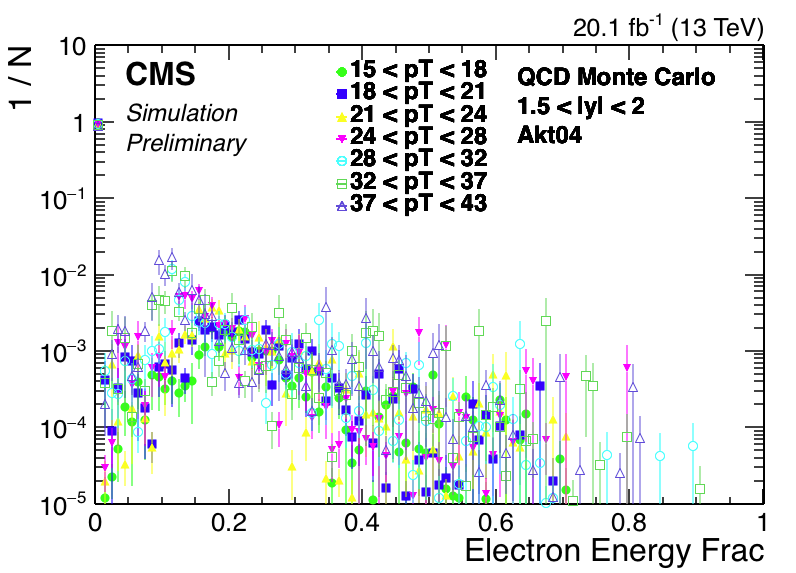 20.1 fb⁻¹ (13 TeV)
1 / N
10
1
10⁻¹
10⁻²
10⁻³
10⁻⁴
10⁻⁵
CMS
Simulation
Preliminary
15 < pT < 18
18 < pT < 21
21 < pT < 24
24 < pT < 28
28 < pT < 32
32 < pT < 37
37 < pT < 43
QCD Monte Carlo
1.5 < |y| < 2
Akt04
0 0.2 0.4 0.6 0.8 1
Electron Energy Frac